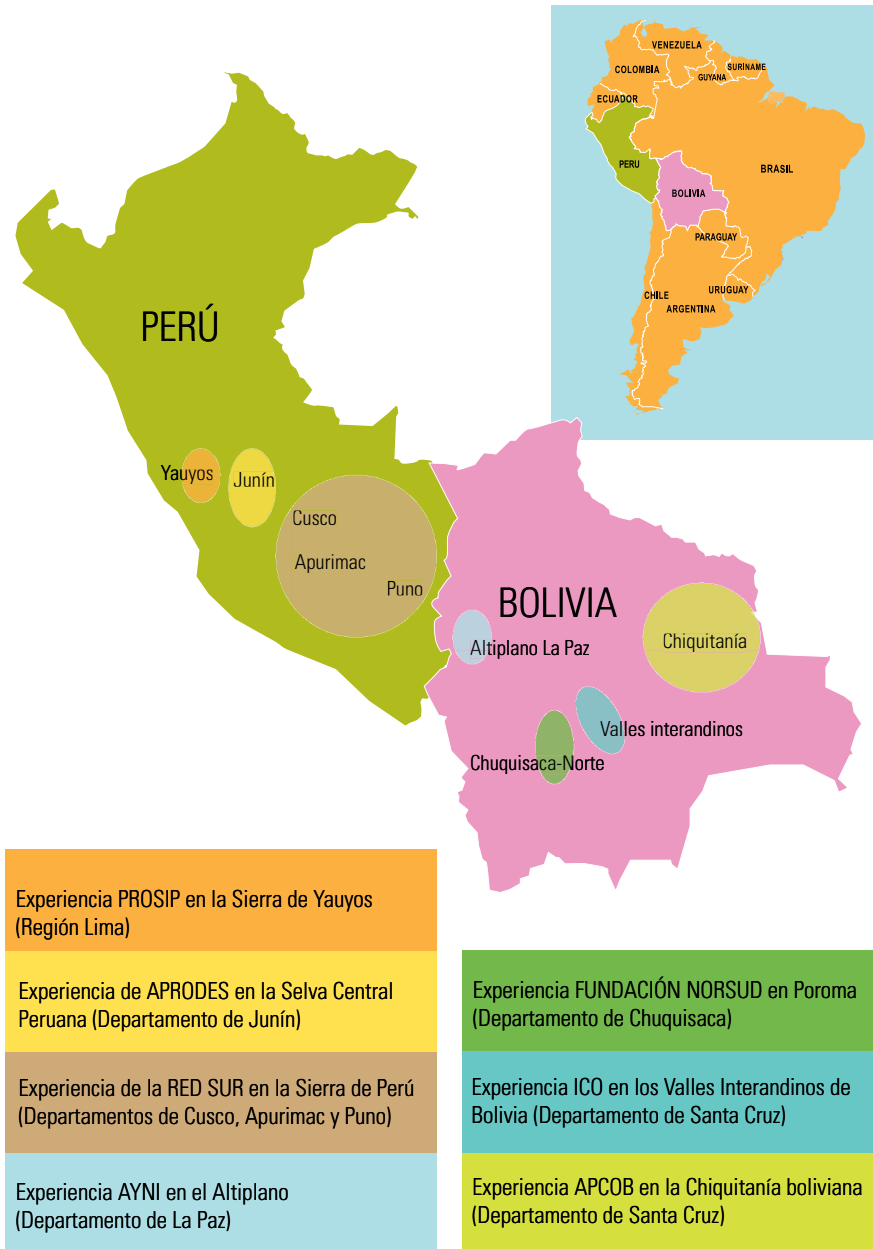 VENEZUELA
COLOMBIA
GUYANA
SURINAME
ECUADOR
PERU
BRASIL
BOLIVIA
PARAGUAY
CHILE
URUGUAY
ARGENTINA
PERÚ
Yauyos
Junín
Cusco
Apurimac
Puno
BOLIVIA
Altiplano La Paz
Chiquitanía
Valles interandinos
Chuquisaca-Norte
Experiencia PROSIP en la Sierra de Yauyos
(Región Lima)
Experiencia de APRODES en la Selva Central
Peruana (Departamento de Junín)
Experiencia de la RED SUR en la Sierra de Perú
(Departamentos de Cusco, Apurimac y Puno)
Experiencia AYNI en el Altiplano
(Departamento de La Paz)
Experiencia FUNDACIÓN NORSUD en Poroma
(Departamento de Chuquisaca)
Experiencia ICO en los Valles Interandinos de
Bolivia (Departamento de Santa Cruz)
Experiencia APCOB en la Chiquitanía boliviana
(Departamento de Santa Cruz)